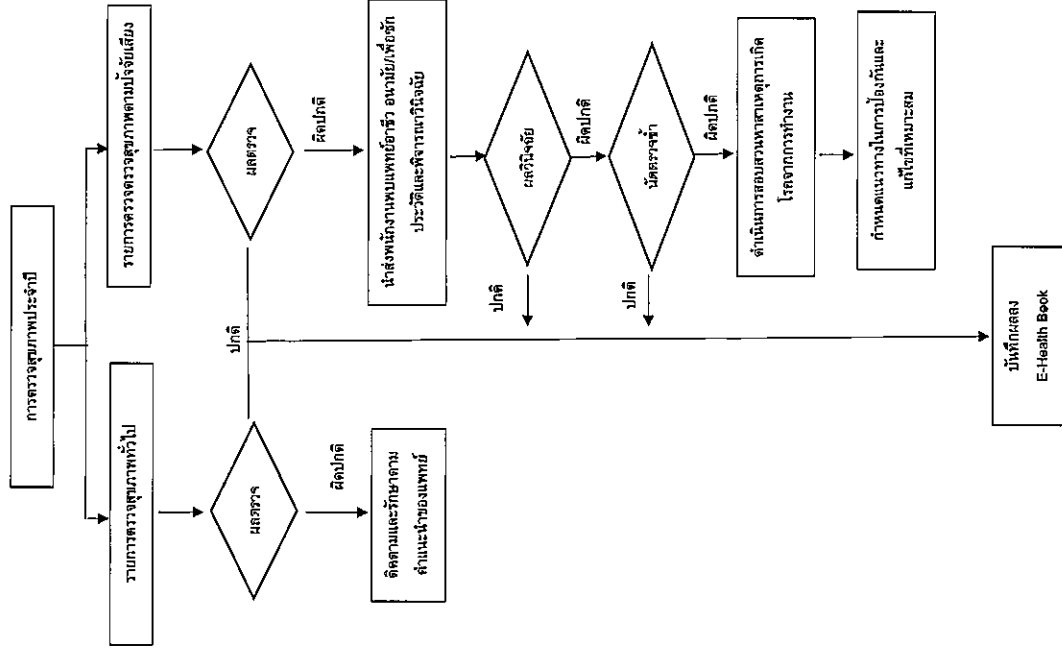 การตรวจสุขภาพประจำปี
รายการตรวจสุขภาพทั่วไป
รายการตรวจตรวจสุขภาพตามปัจจัยเสี่ยง
ผลตรวจ
ผลตรวจ
ปกติ
ผิดปกติ
ผิดปกติ
ติดตามและรักษาตาม
คำแนะนำของแพทย์
นำส่งพนักงานพบแพทย์อาชีว อนามัย/เพื่อซัก
ประวัติและพิจารณาวินิจฉัย
ผลวินิจฉัย
ปกติ
ผิดปกติ
นัดตรวจซ้ำ
ปกติ
ผิดปกติ
ดำเนินการสอบสวนหาสาเหตุการเกิด
โรคจากการทำงาน
กำหนดแนวทางในการป้องกันและ
แก้ไขที่เหมาะสม
บันทึกผลลง
E-Health Book